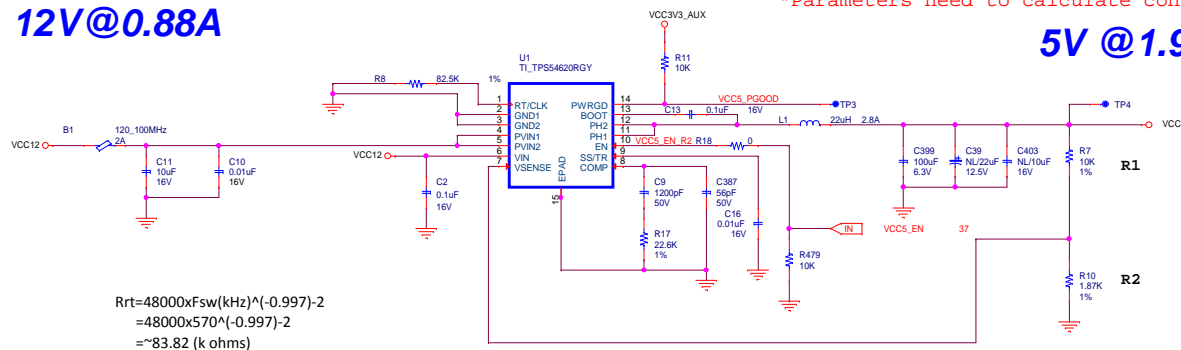 *Parameters need to calculate con
12V@0.88A
5V @1.9
VCC3V3_AUX
R11
10K
U1
TI_TPS54620RGY
R8 82.5K 1%
1 RT/CLK
2 GND1
3 GND2
4 PVIN1
5 PVIN2
6 VIN
7 VSENSE
EPAD
15
PWRGD 14
BOOT 13
PH2 12
PH1 11
EN 10
SS/TR 9
COMP 8
VCC5_PGOOD
TP3
C13 0.1uF
16V
L1 22uH 2.8A
TP4
VCC
VCC5_EN_R2 R18 0
B1 120_100MHz
2A
VCC12
VCC12
C11
10uF
16V
C10
0.01uF
16V
C2
0.1uF
16V
C9
1200pF
50V
C387
56pF
50V
C16
0.01uF
16V
R17
22.6K
1%
C399
100uF
6.3V
C39
NL/22uF
12.5V
C403
NL/10uF
16V
R7
10K
1%
R1
IN VCC5_EN 37
R479
10K
R10
1.87K
1%
R2
Rrt=48000xFsw(kHz)^(-0.997)-2
=48000x570^(-0.997)-2
=~83.82 (k ohms)